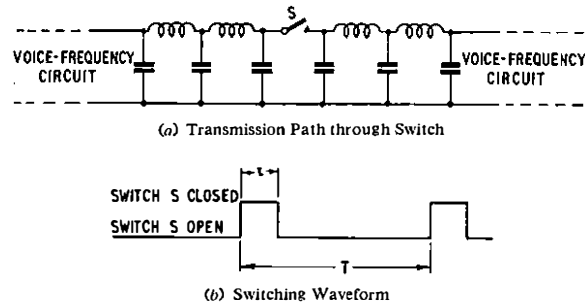 S
VOICE-FREQUENCY
CIRCUIT
VOICE-FREQUENCY
CIRCUIT
(a) Transmission Path through Switch
SWITCH S CLOSED
SWITCH S OPEN
T
(b) Switching Waveform